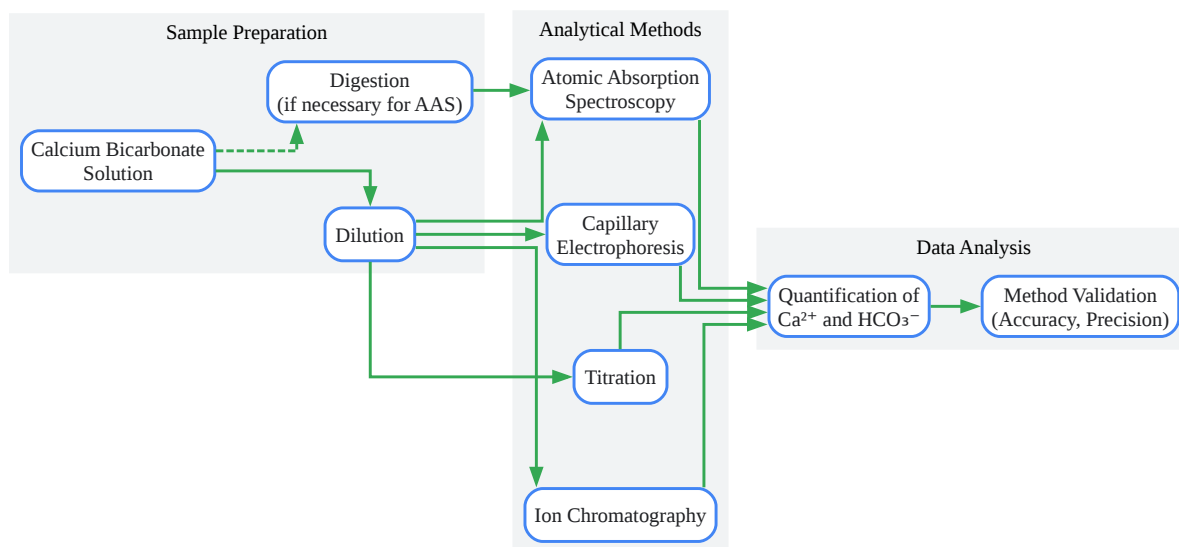 Sample Preparation
Calcium Bicarbonate
Solution
Digestion
(if necessary for AAS)
Dilution
Analytical Methods
Atomic Absorption
Spectroscopy
Capillary
Electrophoresis
Titration
Ion Chromatography
Data Analysis
Quantification of
Ca²⁺ and HCO₃⁻
Method Validation
(Accuracy, Precision)